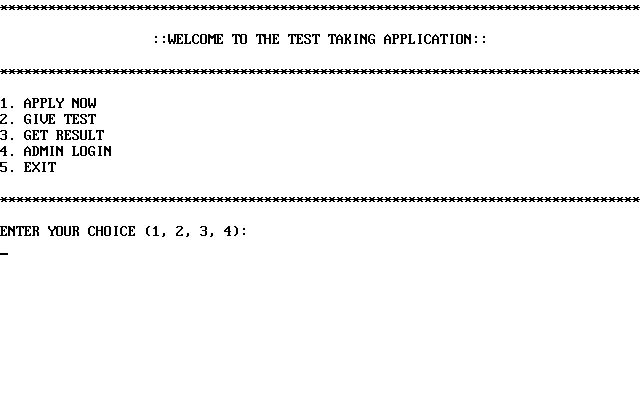 ********************************************************************************
::WELCOME TO THE TEST TAKING APPLICATION::
********************************************************************************
1. APPLY NOW
2. GIVE TEST
3. GET RESULT
4. ADMIN LOGIN
5. EXIT
********************************************************************************
ENTER YOUR CHOICE (1, 2, 3, 4):
_